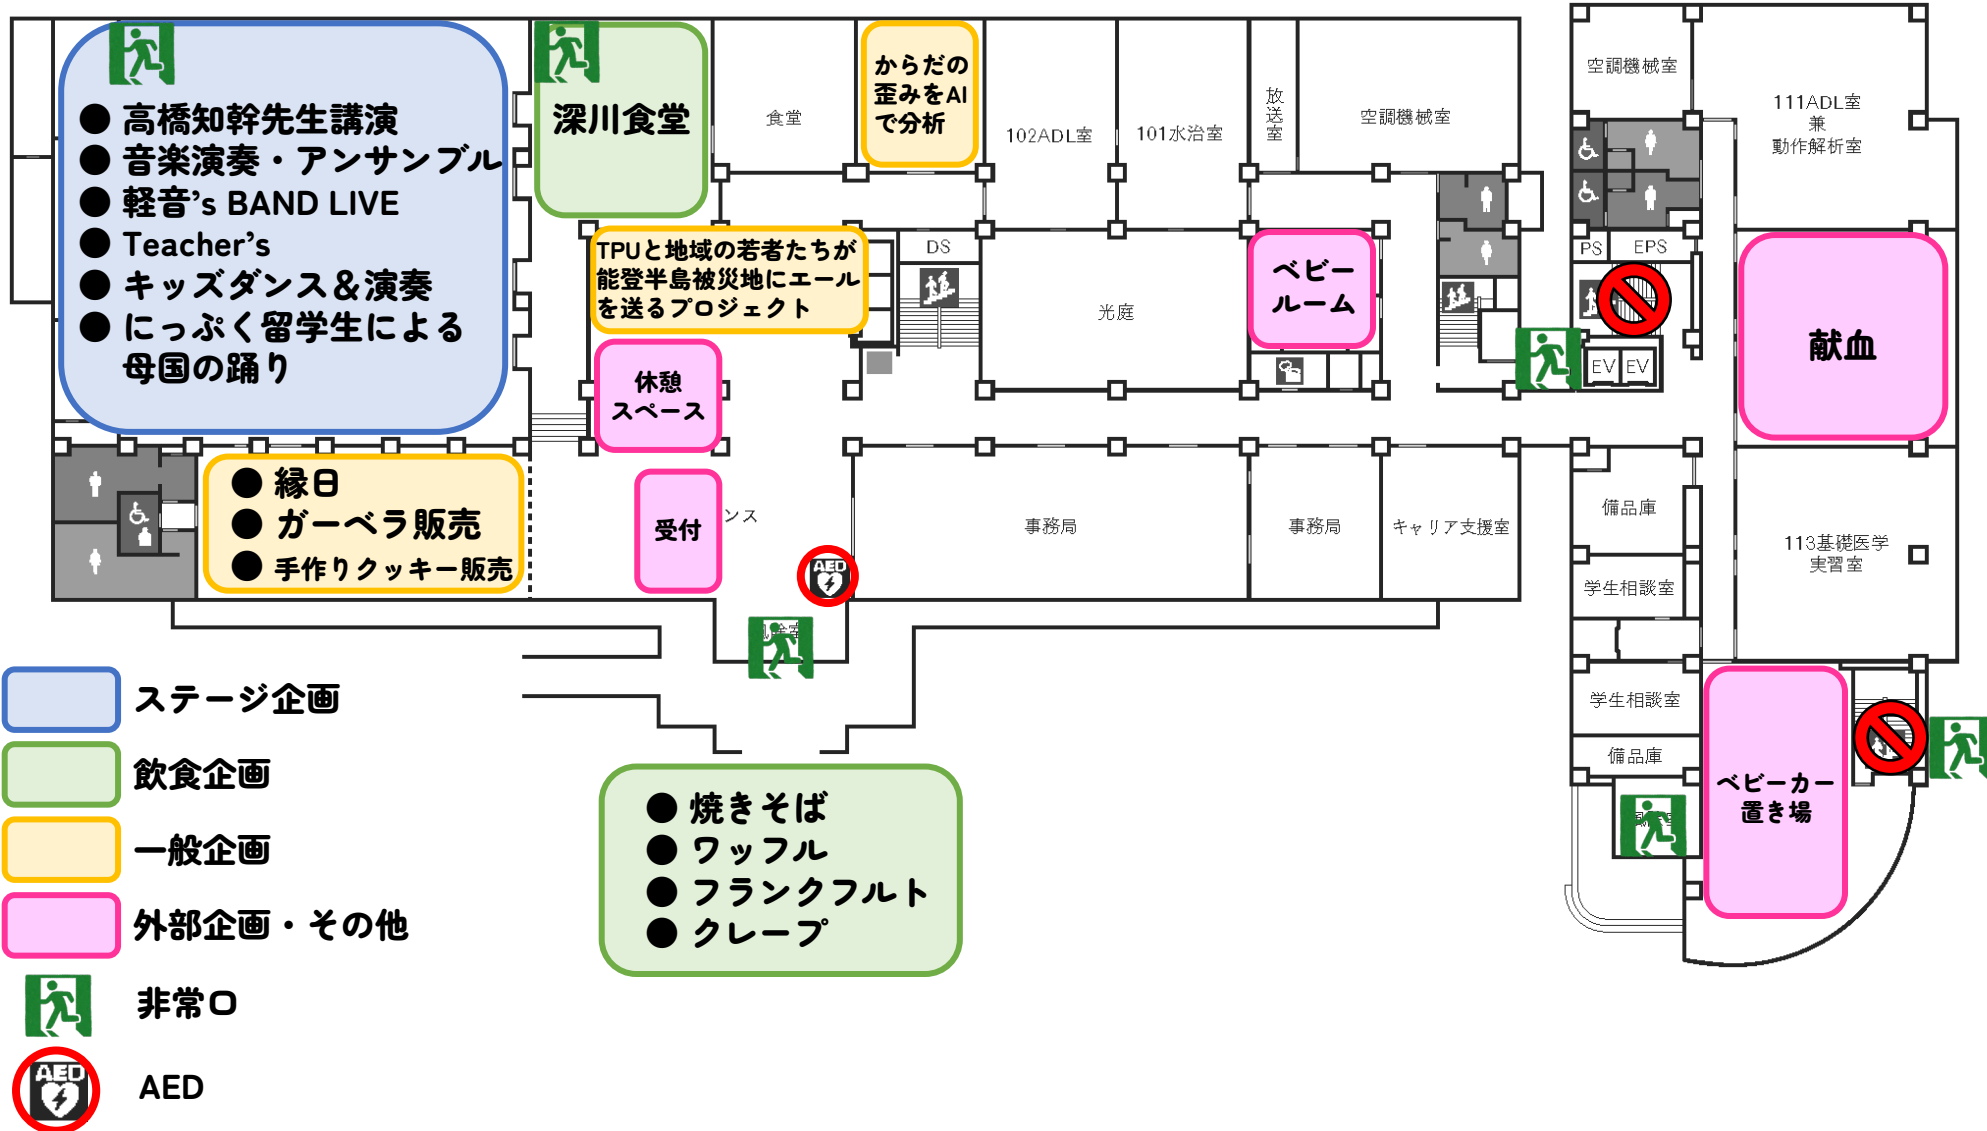 ● 高橋知幹先生講演
● 音楽演奏・アンサンブル
● 軽音's BAND LIVE
● Teacher's
● キッズダンス＆演奏
● にっぷく留学生による
母国の踊り
深川食堂
食堂
からだの
歪みをAI
で分析
102ADL室
101水治室
放送室
空調機械室
空調機械室
111ADL室
兼
動作解析室
TPUと地域の若者たちが
能登半島被災地にエール
を送るプロジェクト
DS
光庭
ベビー
ルーム
PS
EPS
EV
EV
献血
休憩
スペース
● 縁日
● ガーベラ販売
● 手作りクッキー販売
受付
ンス
AED
事務局
事務局
キャリア支援室
備品庫
学生相談室
113基礎医学
実習室
学生相談室
備品庫
ベビーカー
置き場
● 焼きそば
● ワッフル
● フランクフルト
● クレープ
ステージ企画
飲食企画
一般企画
外部企画・その他
非常口
AED
AED